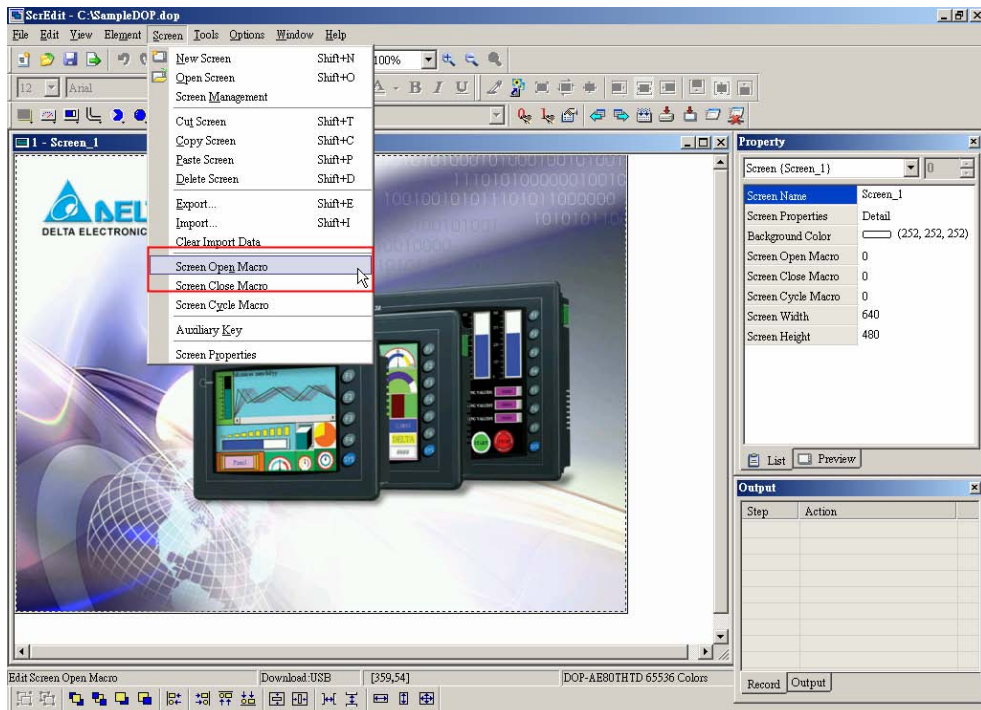 ScrEdit - C:\SampleDOP.dop
File Edit View Element Screen Tools Options Window Help
100%
12 Arial
B I U
New Screen Shift+N
Open Screen Shift+O
Screen Management
Cut Screen Shift+T
Copy Screen Shift+C
Paste Screen Shift+P
Delete Screen Shift+D
Export... Shift+E
Import... Shift+I
Clear Import Data
Screen Open Macro
Screen Close Macro
Screen Cycle Macro
Auxiliary Key
Screen Properties
1 - Screen_1
DEL
DELTA ELECTRONIC
DELTA
Property
Screen {Screen_1} 0
Screen Name Screen_1
Screen Properties Detail
Background Color (252, 252, 252)
Screen Open Macro 0
Screen Close Macro 0
Screen Cycle Macro 0
Screen Width 640
Screen Height 480
List Preview
Output
Step Action
Record Output
Edit Screen Open Macro Download:USB [359,54] DOP-AE80THTD 65536 Colors